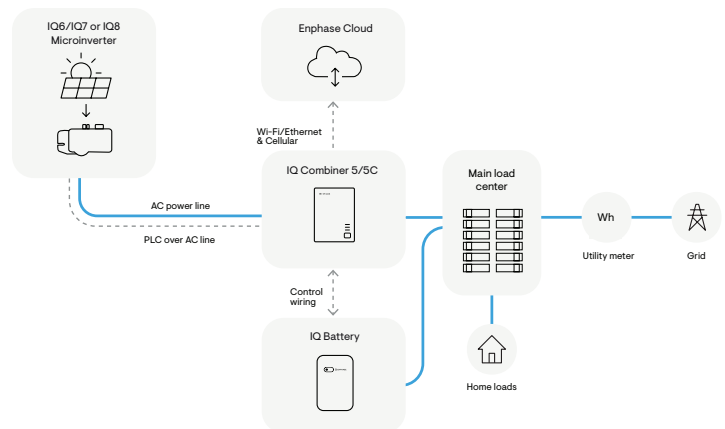 IQ6/IQ7 or IQ8
Microinverter
Enphase Cloud
Wi-Fi/Ethernet
& Cellular
IQ Combiner 5/5C
Main load
center
AC power line
PLC over AC line
Wh
Utility meter
Grid
Control
wiring
IQ Battery
Home loads